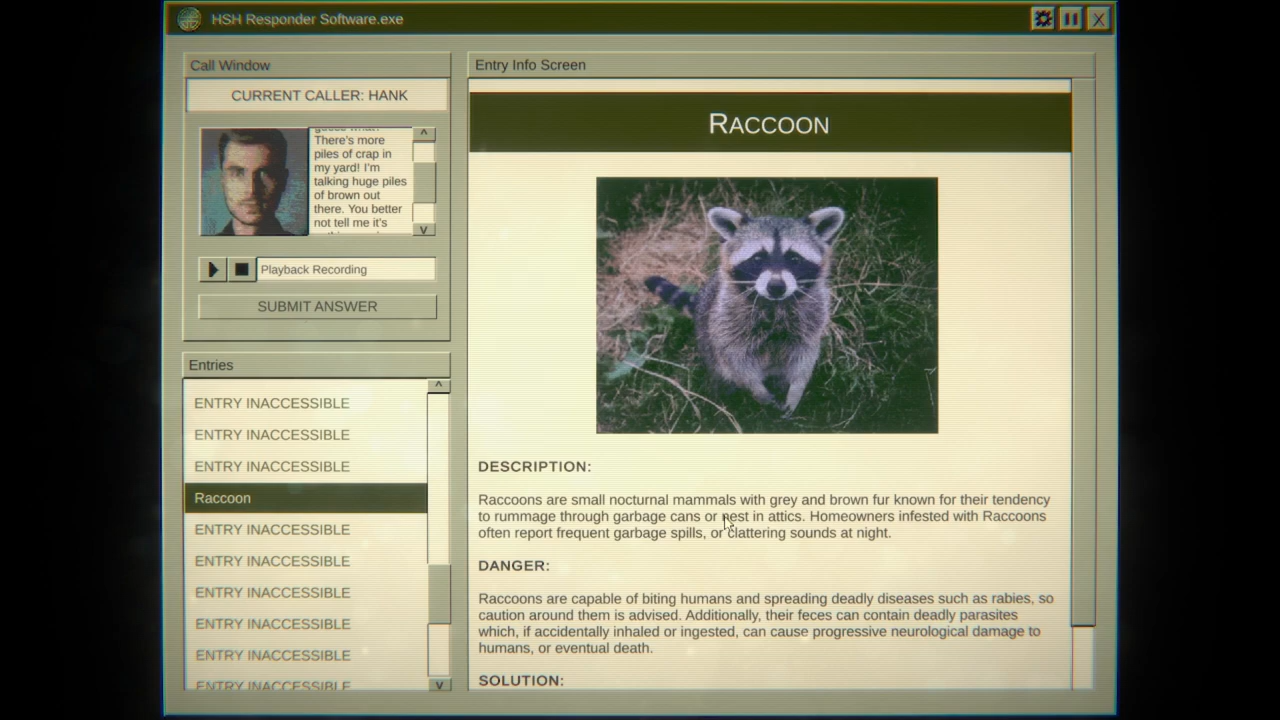 HSH Responder Software.exe
Call Window
CURRENT CALLER: HANK
There's more
piles of crap in
my yard! I'm
talking huge piles
of brown out
there. You better
not tell me it's
Playback Recording
SUBMIT ANSWER
Entries
ENTRY INACCESSIBLE
ENTRY INACCESSIBLE
ENTRY INACCESSIBLE
Raccoon
ENTRY INACCESSIBLE
ENTRY INACCESSIBLE
ENTRY INACCESSIBLE
ENTRY INACCESSIBLE
ENTRY INACCESSIBLE
ENTRY INACCESSIBLE
Entry Info Screen
RACCOON
DESCRIPTION:
Raccoons are small nocturnal mammals with grey and brown fur known for their tendency
to rummage through garbage cans or nest in attics. Homeowners infested with Raccoons
often report frequent garbage spills, or clattering sounds at night.
DANGER:
Raccoons are capable of biting humans and spreading deadly diseases such as rabies, so
caution around them is advised. Additionally, their feces can contain deadly parasites
which, if accidentally inhaled or ingested, can cause progressive neurological damage to
humans, or eventual death.
SOLUTION: